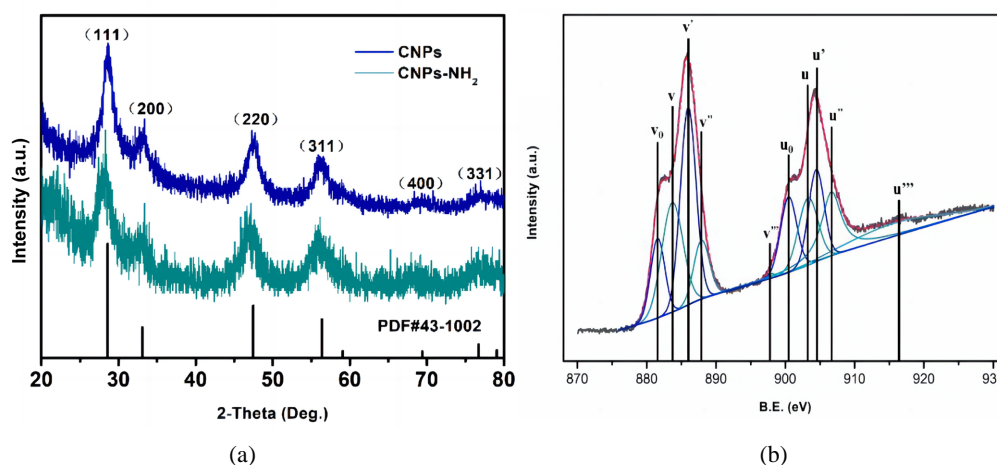 (111)
(200)
(220)
(311)
(400)
(331)
CNPs
CNPs-NH2
PDF#43-1002
Intensity (a.u.)
20 30 40 50 60 70 80
2-Theta (Deg.)
(a)
v0
v
v'
v''
v'''
u0
u
u'
u''
u'''
Intensity (a.u.)
870 880 890 900 910 920 930
B.E. (eV)
(b)